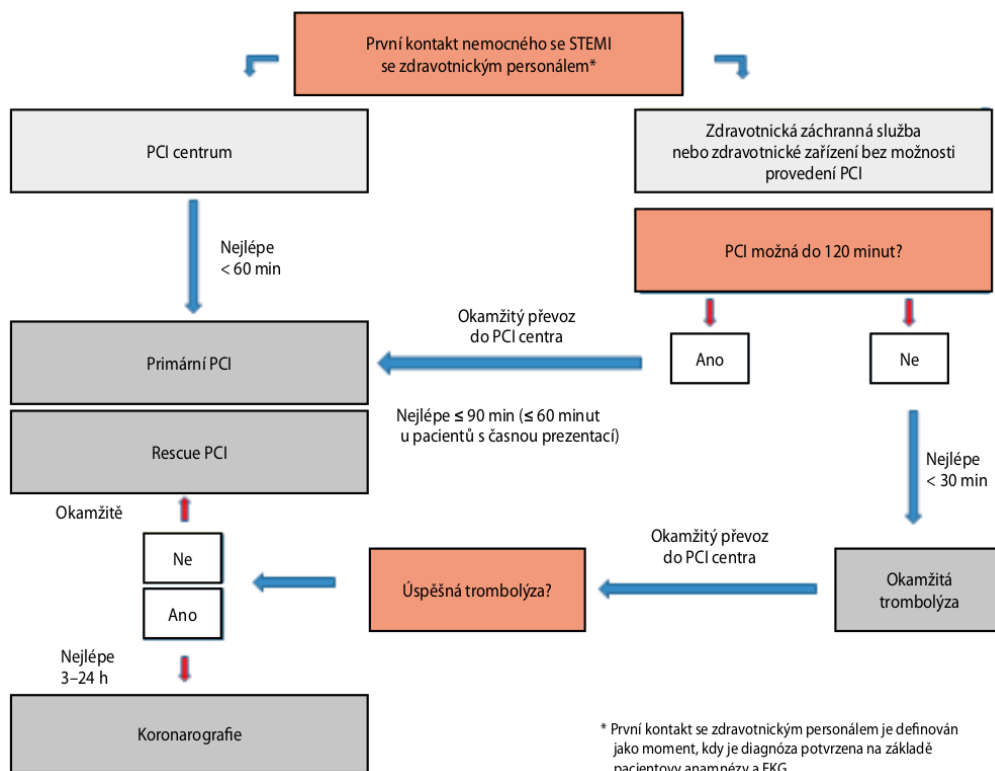 První kontakt nemocného se STEMI
se zdravotnickým personálem*
PCI centrum
Zdravotnická záchranná služba
nebo zdravotnické zařízení bez možnosti
provedení PCI
Nejlépe
< 60 min
PCI možná do 120 minut?
Okamžitý převoz
do PCI centra
Ano
Ne
Primární PCI
Nejlépe ≤ 90 min (≤ 60 minut
u pacientů s časnou prezentací)
Rescue PCI
Nejlépe
< 30 min
Okamžitě
Ne
Ano
Úspěšná trombolýza?
Okamžitý převoz
do PCI centra
Okamžitá
trombolýza
Nejlépe
3–24 h
Koronarografie
* První kontakt se zdravotnickým personálem je definován
jako moment, kdy je diagnóza potvrzena na základě
pacientovy anamnézy a EKG